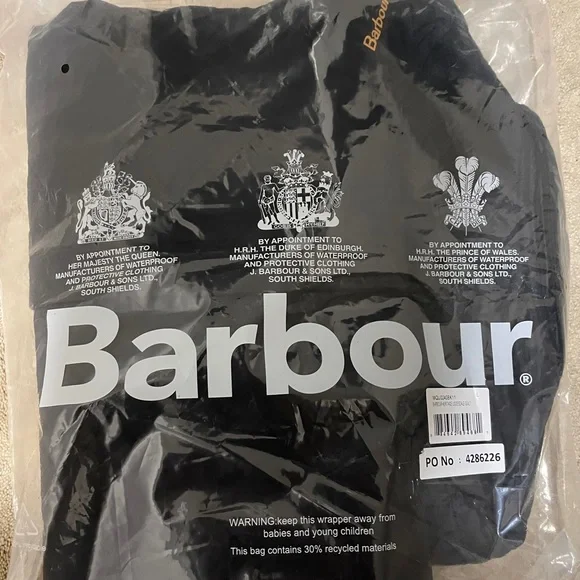 Barbour
BY APPOINTMENT TO
HER MAJESTY THE QUEEN,
MANUFACTURERS OF WATERPROOF
AND PROTECTIVE CLOTHING
J. BARBOUR & SONS LTD.,
SOUTH SHIELDS.
BY APPOINTMENT TO
H.R.H. THE DUKE OF EDINBURGH.
MANUFACTURERS OF WATERPROOF
AND PROTECTIVE CLOTHING
J. BARBOUR & SONS LTD.,
SOUTH SHIELDS.
BY APPOINTMENT TO
H.R.H. THE PRINCE OF WALES.
MANUFACTURERS OF WATERPROOF
AND PROTECTIVE CLOTHING
J. BARBOUR & SONS LTD.,
SOUTH SHIELDS.
Barbour®
PO No : 4286226
WARNING:keep this wrapper away from
babies and young children
This bag contains 30% recycled materials